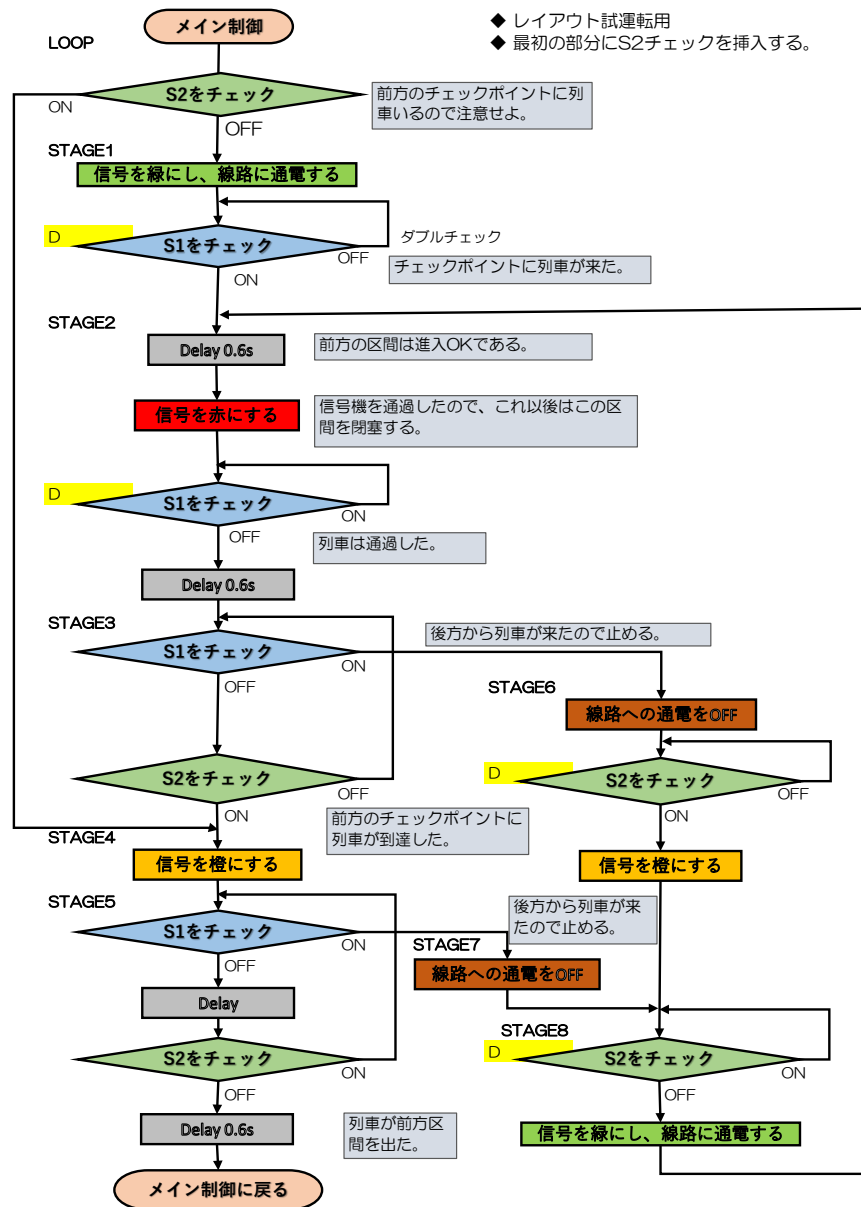 メイン制御
◆ レイアウト試運転用
◆ 最初の部分にS2チェックを挿入する。
LOOP
S2をチェック
ON
OFF
前方のチェックポイントに列
車いるので注意せよ。
STAGE1
信号を緑にし、線路に通電する
D
S1をチェック
OFF
ON
ダブルチェック
チェックポイントに列車が来た。
STAGE2
Delay 0.6s
前方の区間は進入OKである。
信号を赤にする
信号機を通過したので、これ以後はこの区
間を閉塞する。
D
S1をチェック
ON
OFF
列車は通過した。
Delay 0.6s
STAGE3
S1をチェック
ON
OFF
後方から列車が来たので止める。
STAGE6
線路への通電をOFF
S2をチェック
OFF
ON
D
S2をチェック
OFF
ON
前方のチェックポイントに
列車が到達した。
STAGE4
信号を橙にする
信号を橙にする
STAGE5
S1をチェック
ON
OFF
後方から列車が来
たので止める。
STAGE7
線路への通電をOFF
Delay
S2をチェック
ON
OFF
STAGE8
D
S2をチェック
ON
OFF
Delay 0.6s
列車が前方区
間を出た。
信号を緑にし、線路に通電する
メイン制御に戻る